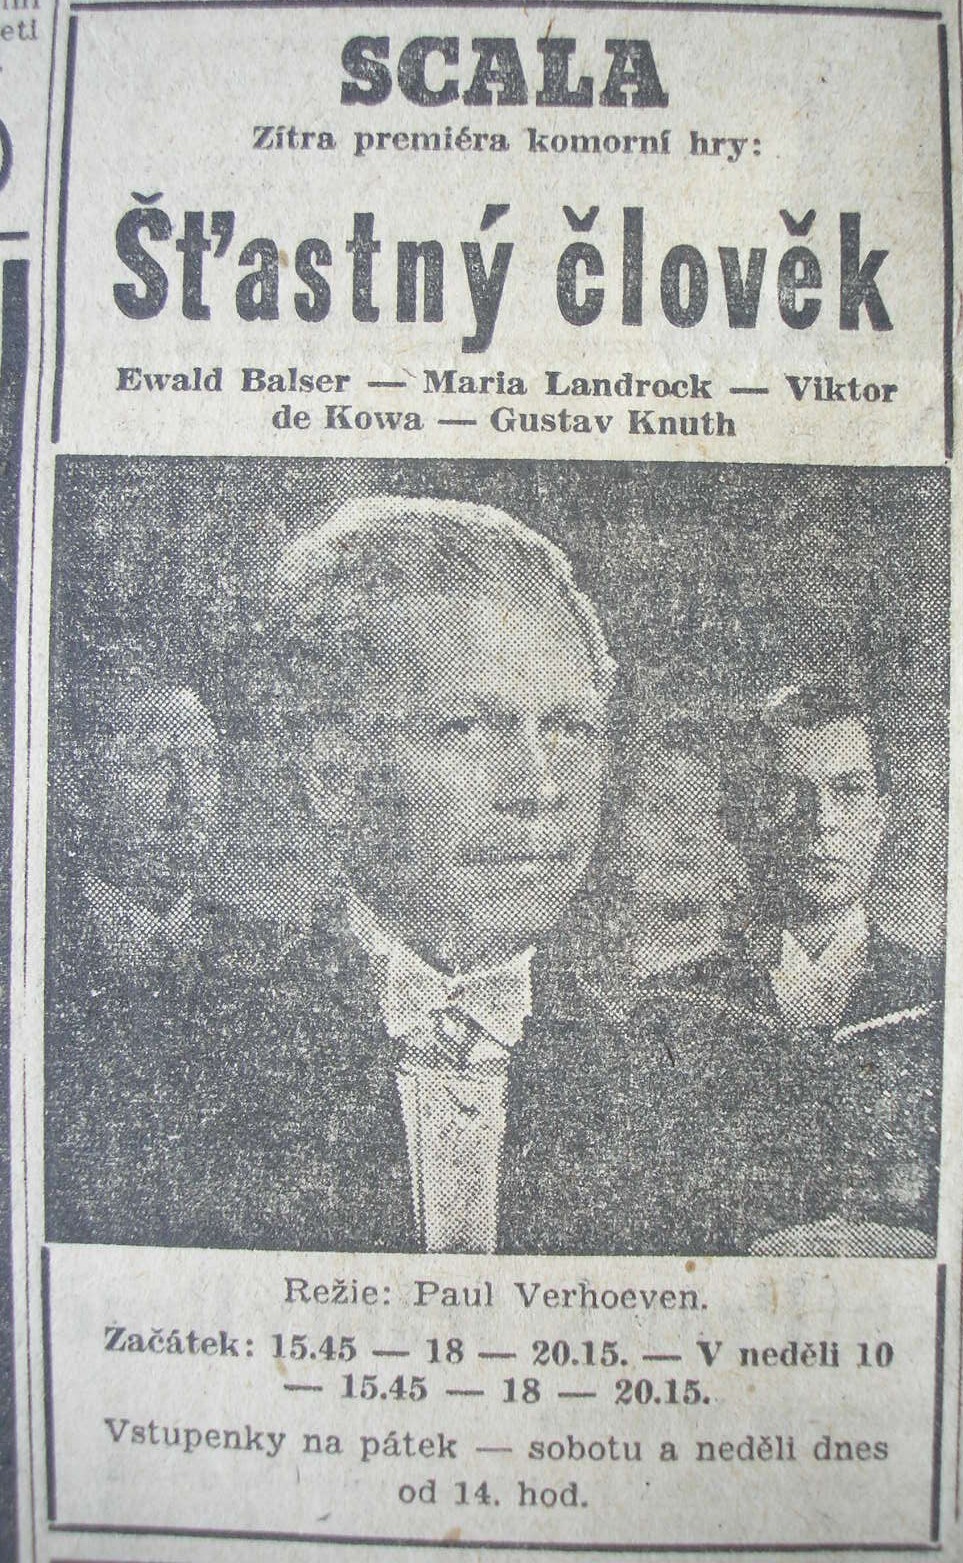 eti
SCALA
Zítra premiéra komorní hry:
Šťastný člověk
Ewald Balser — Maria Landrock — Viktor
de Kowa — Gustav Knuth
Režie: Paul Verhoeven.
Začátek: 15.45 — 18 — 20.15. — V neděli 10
— 15.45 — 18 — 20.15.
Vstupenky na pátek — sobotu a neděli dnes
od 14. hod.